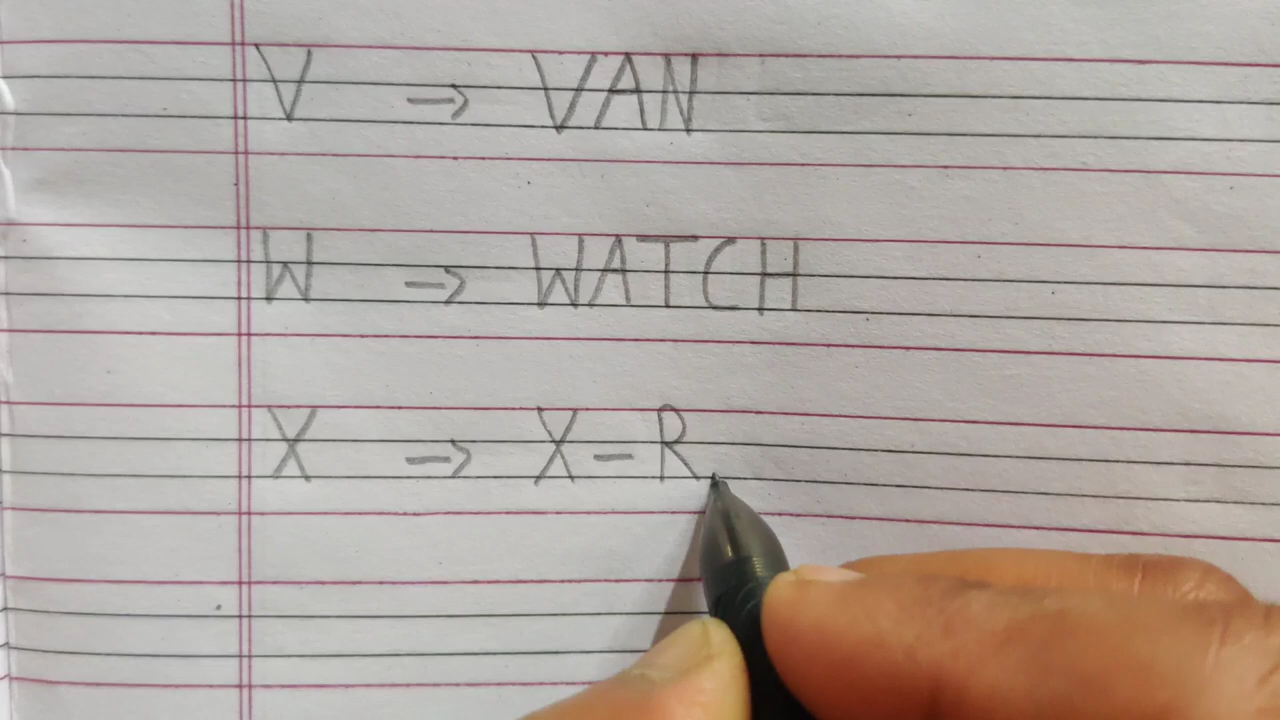 V → VAN
W → WATCH
X → X-R